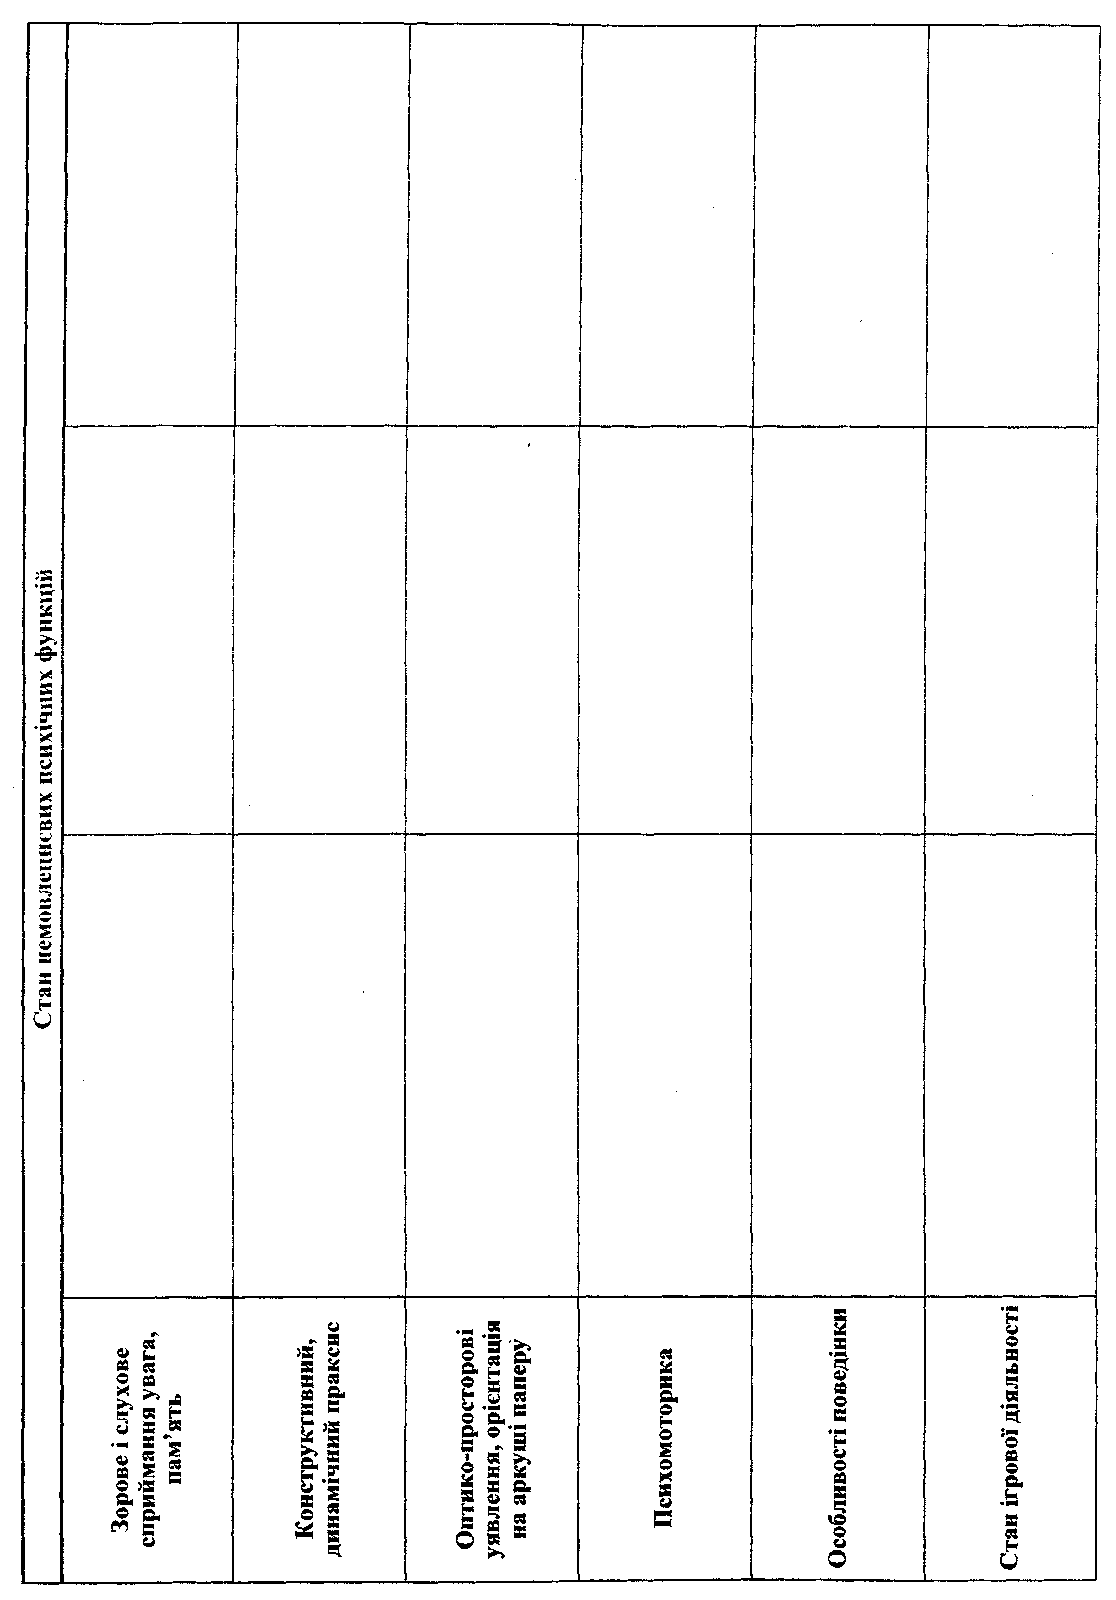 Стан немовленнєвих психічних функцій
Зорове і слухове
сприймання увага,
пам’ять
Конструктивний,
динамічний праксис
Оптико-просторові
уявлення, орієнтація
на аркуші паперу
Психомоторика
Особливості поведінки
Стан ігрової діяльності